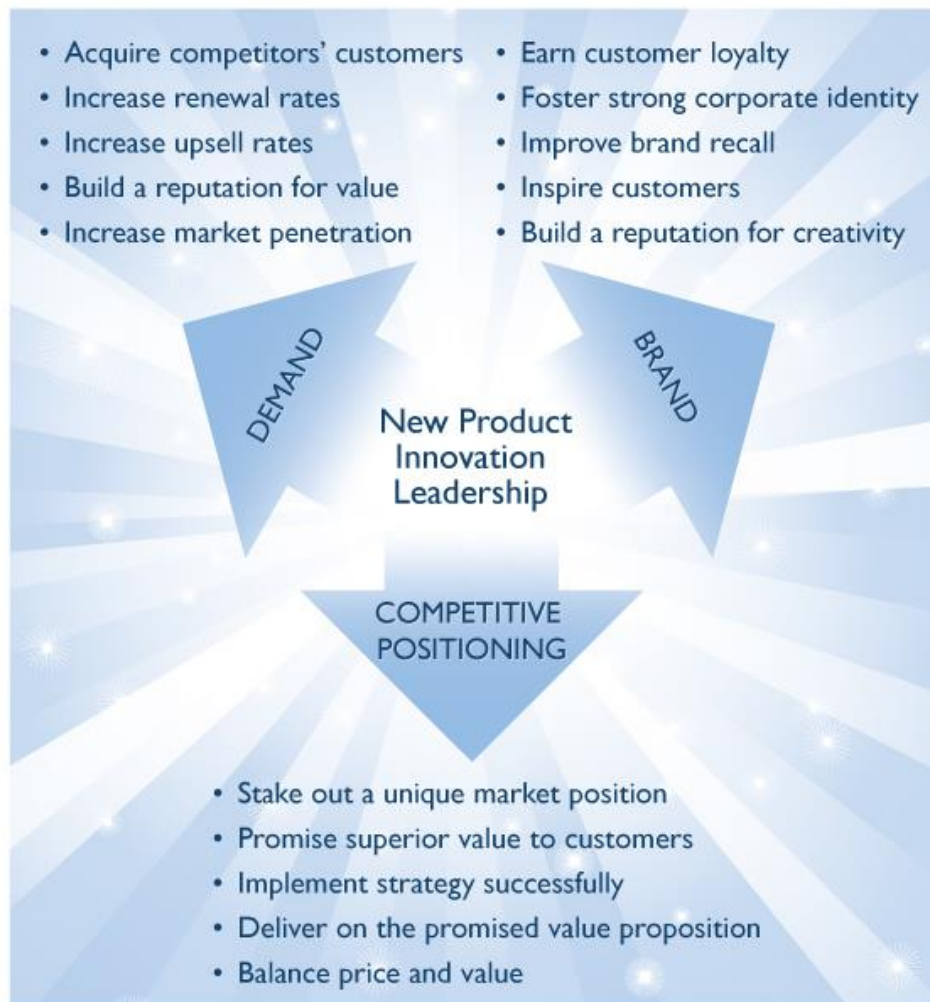 • Acquire competitors’ customers
• Increase renewal rates
• Increase upsell rates
• Build a reputation for value
• Increase market penetration
• Earn customer loyalty
• Foster strong corporate identity
• Improve brand recall
• Inspire customers
• Build a reputation for creativity
DEMAND
BRAND
New Product
Innovation
Leadership
COMPETITIVE
POSITIONING
• Stake out a unique market position
• Promise superior value to customers
• Implement strategy successfully
• Deliver on the promised value proposition
• Balance price and value